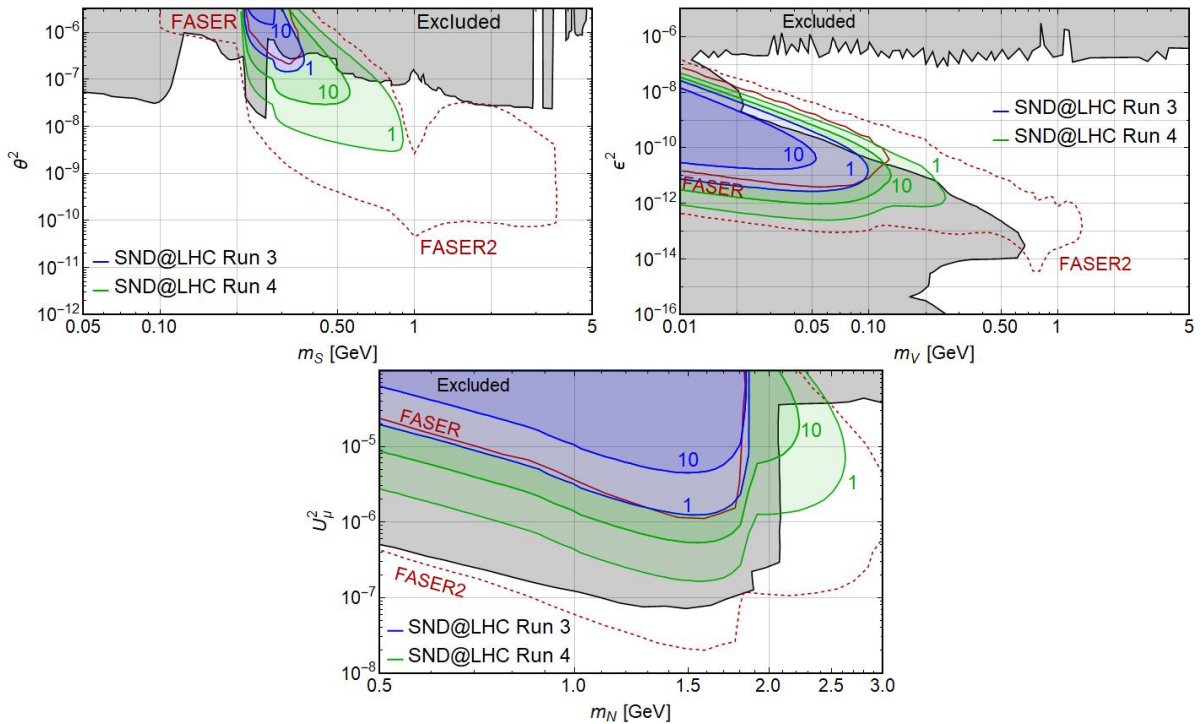 FASER
Excluded
10
1
10
1
FASER2
SND@LHC Run 3
SND@LHC Run 4
θ²
10⁻⁶
10⁻⁷
10⁻⁸
10⁻⁹
10⁻¹⁰
10⁻¹¹
10⁻¹²
0.05 0.10 0.20 0.50 1 5
m_S [GeV]
Excluded
SND@LHC Run 3
SND@LHC Run 4
10
1
10
1
FASER
FASER2
ϵ²
10⁻⁶
10⁻⁸
10⁻¹⁰
10⁻¹²
10⁻¹⁴
10⁻¹⁶
0.01 0.05 0.10 0.50 1 5
m_V [GeV]
Excluded
FASER
10
1
10
1
FASER2
SND@LHC Run 3
SND@LHC Run 4
U²_μ
10⁻⁵
10⁻⁶
10⁻⁷
10⁻⁸
0.5 1.0 1.5 2.0 2.5 3.0
m_N [GeV]